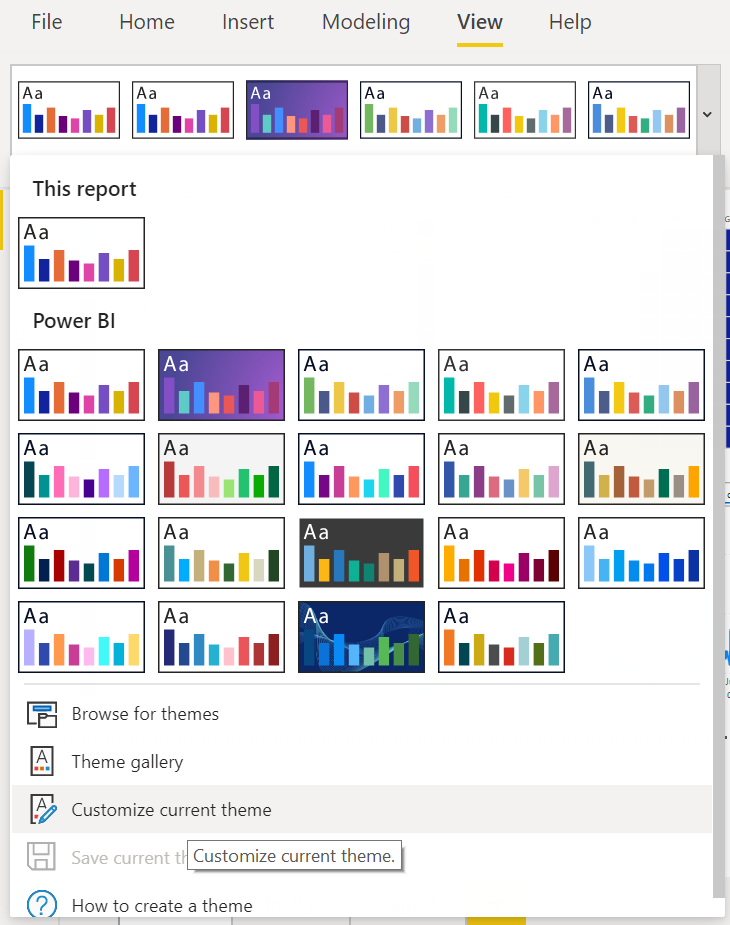 File Home Insert Modeling View Help
Aa Aa Aa Aa Aa Aa
This report
Aa
Power BI
Aa Aa Aa Aa Aa
Aa Aa Aa Aa Aa
Aa Aa Aa Aa Aa
Aa Aa Aa Aa
Browse for themes
Theme gallery
Customize current theme
Save current th
Customize current theme.
How to create a theme